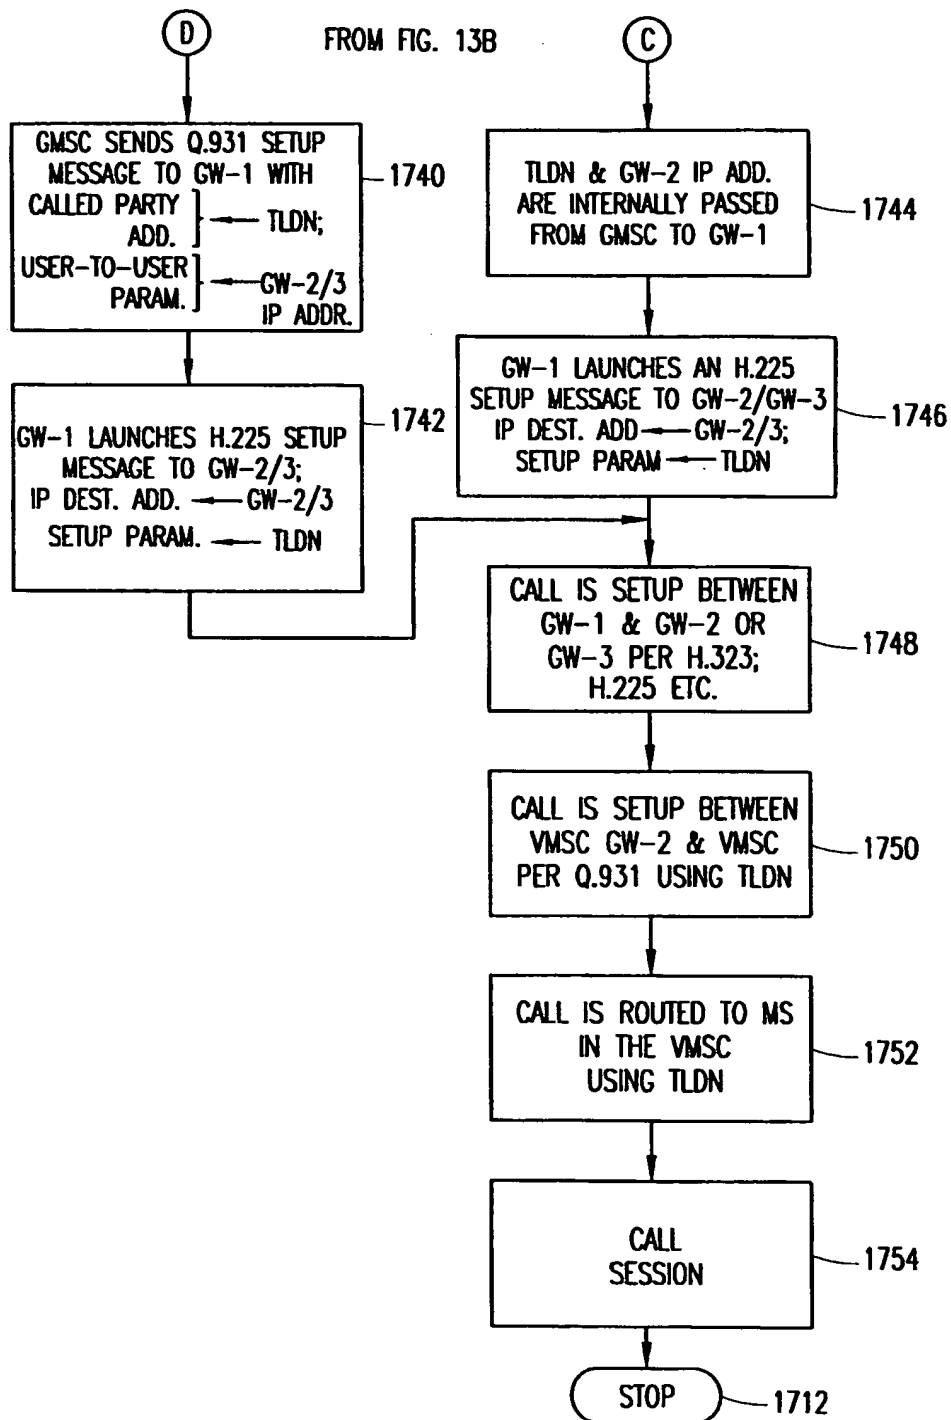 D
FROM FIG. 13B
C
GMSC SENDS Q.931 SETUP
MESSAGE TO GW-1 WITH
CALLED PARTY
ADD. } ← TLDN;
USER-TO-USER
PARAM. } ← GW-2/3
IP ADDR.
1740
GW-1 LAUNCHES H.225 SETUP
MESSAGE TO GW-2/3;
IP DEST. ADD. ← GW-2/3
SETUP PARAM. ← TLDN
1742
TLDN & GW-2 IP ADD.
ARE INTERNALLY PASSED
FROM GMSC TO GW-1
1744
GW-1 LAUNCHES AN H.225
SETUP MESSAGE TO GW-2/GW-3
IP DEST. ADD ← GW-2/3;
SETUP PARAM ← TLDN
1746
CALL IS SETUP BETWEEN
GW-1 & GW-2 OR
GW-3 PER H.323;
H.225 ETC.
1748
CALL IS SETUP BETWEEN
VMSC GW-2 & VMSC
PER Q.931 USING TLDN
1750
CALL IS ROUTED TO MS
IN THE VMSC
USING TLDN
1752
CALL
SESSION
1754
STOP
1712